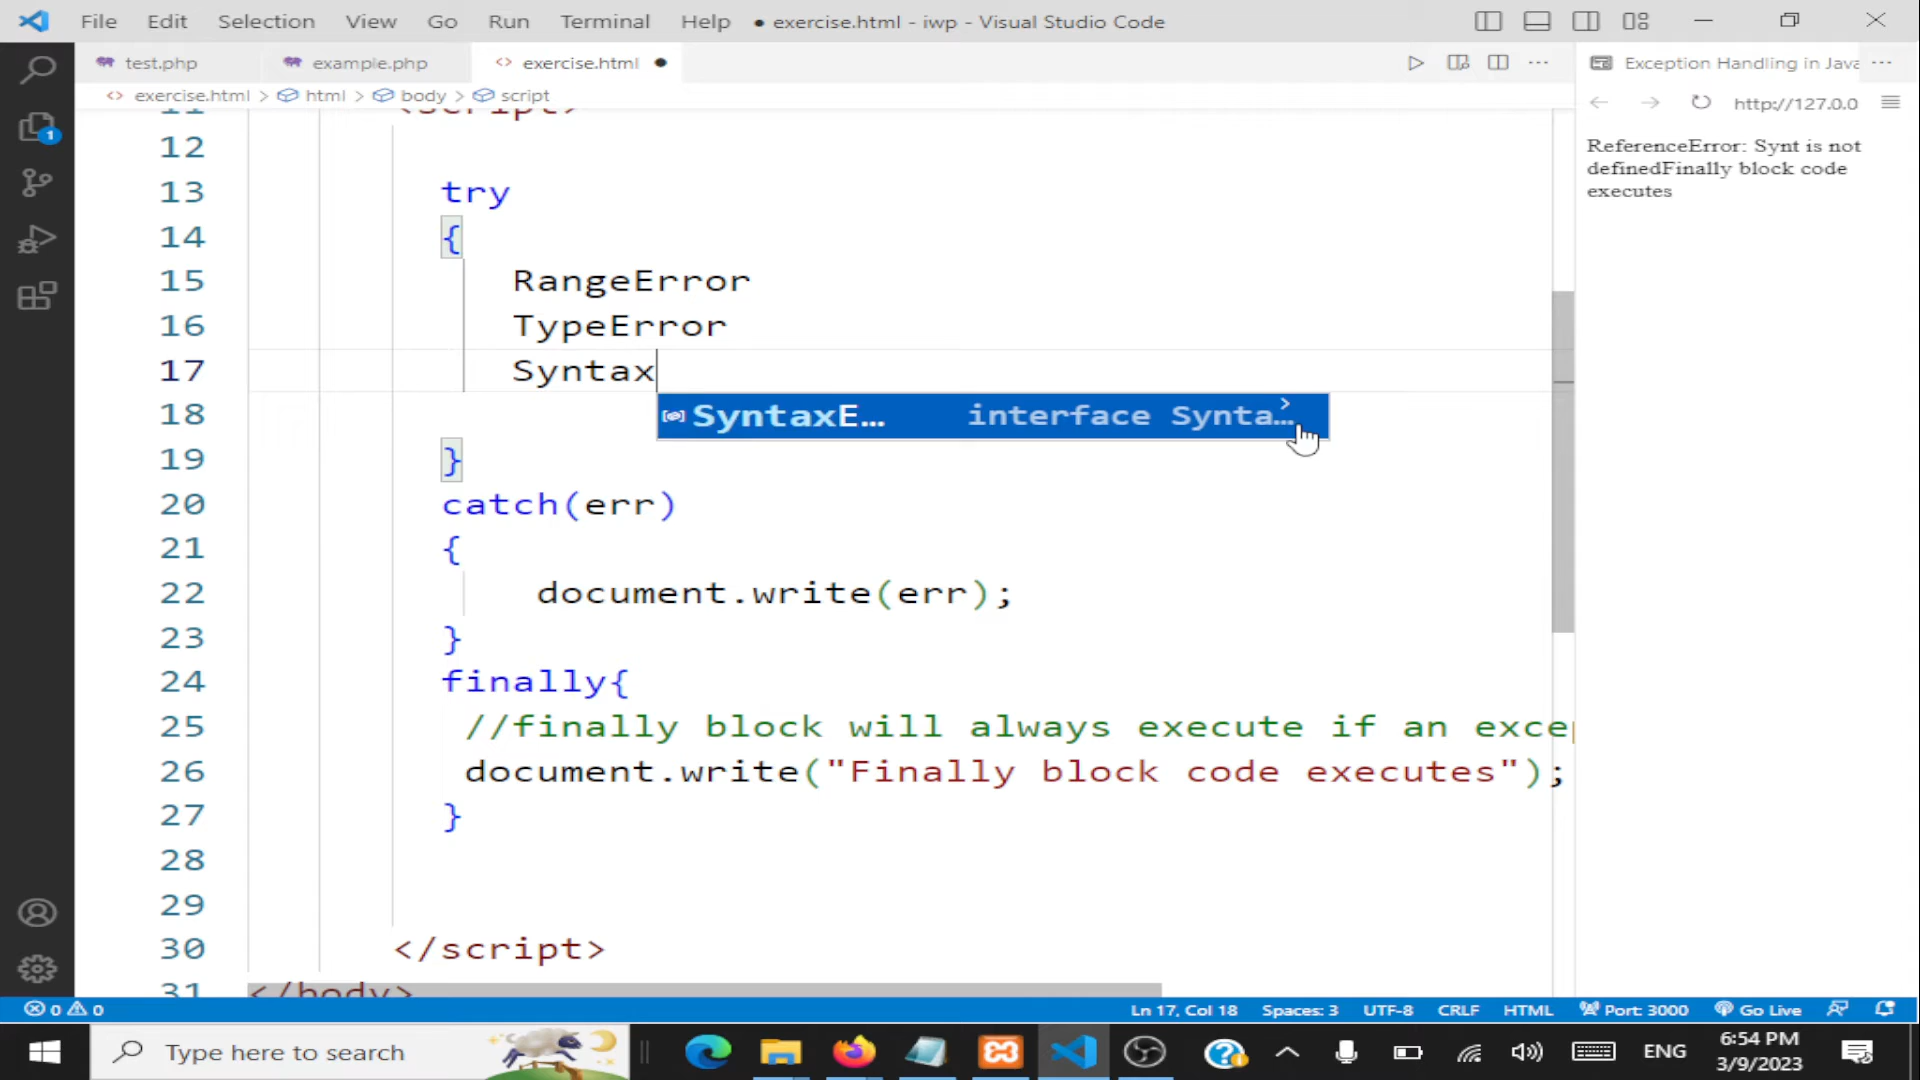 File Edit Selection View Go Run Terminal Help ● exercise.html - iwp - Visual Studio Code
test.php example.php exercise.html ●
exercise.html > html > body > script
11 <script>
12
13 try
14 {
15 RangeError
16 TypeError
17 Syntax
SyntaxE… interface Synta…
18
19 }
20 catch(err)
21 {
22 document.write(err);
23 }
24 finally{
25 //finally block will always execute if an excep
26 document.write("Finally block code executes");
27 }
28
29
30 </script>
31 </body>
Exception Handling in Java
http://127.0.0
ReferenceError: Synt is not
definedFinally block code
executes
1
0 0 Ln 17, Col 18 Spaces: 3 UTF-8 CRLF HTML Port: 3000 Go Live
Type here to search ENG 6:54 PM
3/9/2023